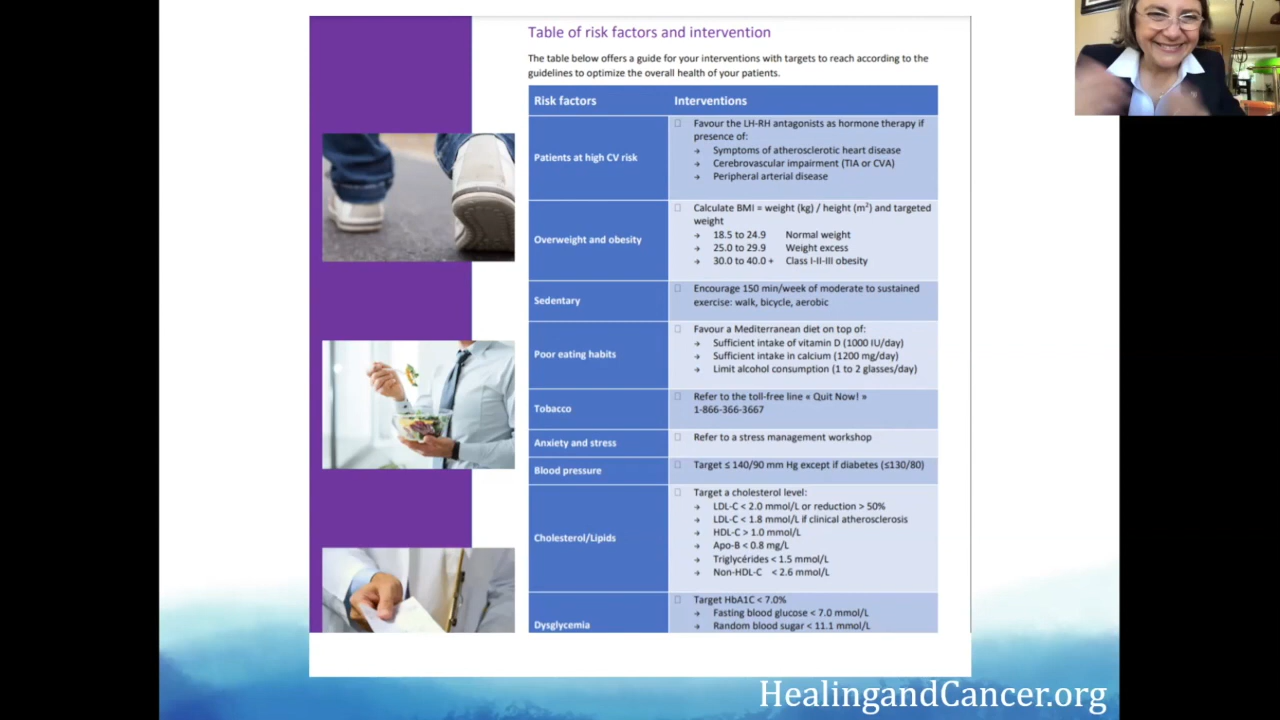 Table of risk factors and intervention
The table below offers a guide for your interventions with targets to reach according to the
guidelines to optimize the overall health of your patients.
Risk factors Interventions
Patients at high CV risk
Favour the LH-RH antagonists as hormone therapy if
presence of:
→ Symptoms of atherosclerotic heart disease
→ Cerebrovascular impairment (TIA or CVA)
→ Peripheral arterial disease
Overweight and obesity
Calculate BMI = weight (kg) / height (m²) and targeted
weight
→ 18.5 to 24.9 Normal weight
→ 25.0 to 29.9 Weight excess
→ 30.0 to 40.0 + Class I-II-III obesity
Sedentary
Encourage 150 min/week of moderate to sustained
exercise: walk, bicycle, aerobic
Poor eating habits
Favour a Mediterranean diet on top of:
→ Sufficient intake of vitamin D (1000 IU/day)
→ Sufficient intake in calcium (1200 mg/day)
→ Limit alcohol consumption (1 to 2 glasses/day)
Tobacco
Refer to the toll-free line « Quit Now! »
1-866-366-3667
Anxiety and stress
Refer to a stress management workshop
Blood pressure
Target ≤ 140/90 mm Hg except if diabetes (≤130/80)
Cholesterol/Lipids
Target a cholesterol level:
→ LDL-C < 2.0 mmol/L or reduction > 50%
→ LDL-C < 1.8 mmol/L if clinical atherosclerosis
→ HDL-C > 1.0 mmol/L
→ Apo-B < 0.8 mg/L
→ Triglycérides < 1.5 mmol/L
→ Non-HDL-C < 2.6 mmol/L
Dysglycemia
Target HbA1C < 7.0%
→ Fasting blood glucose < 7.0 mmol/L
→ Random blood sugar < 11.1 mmol/L
HealingandCancer.org